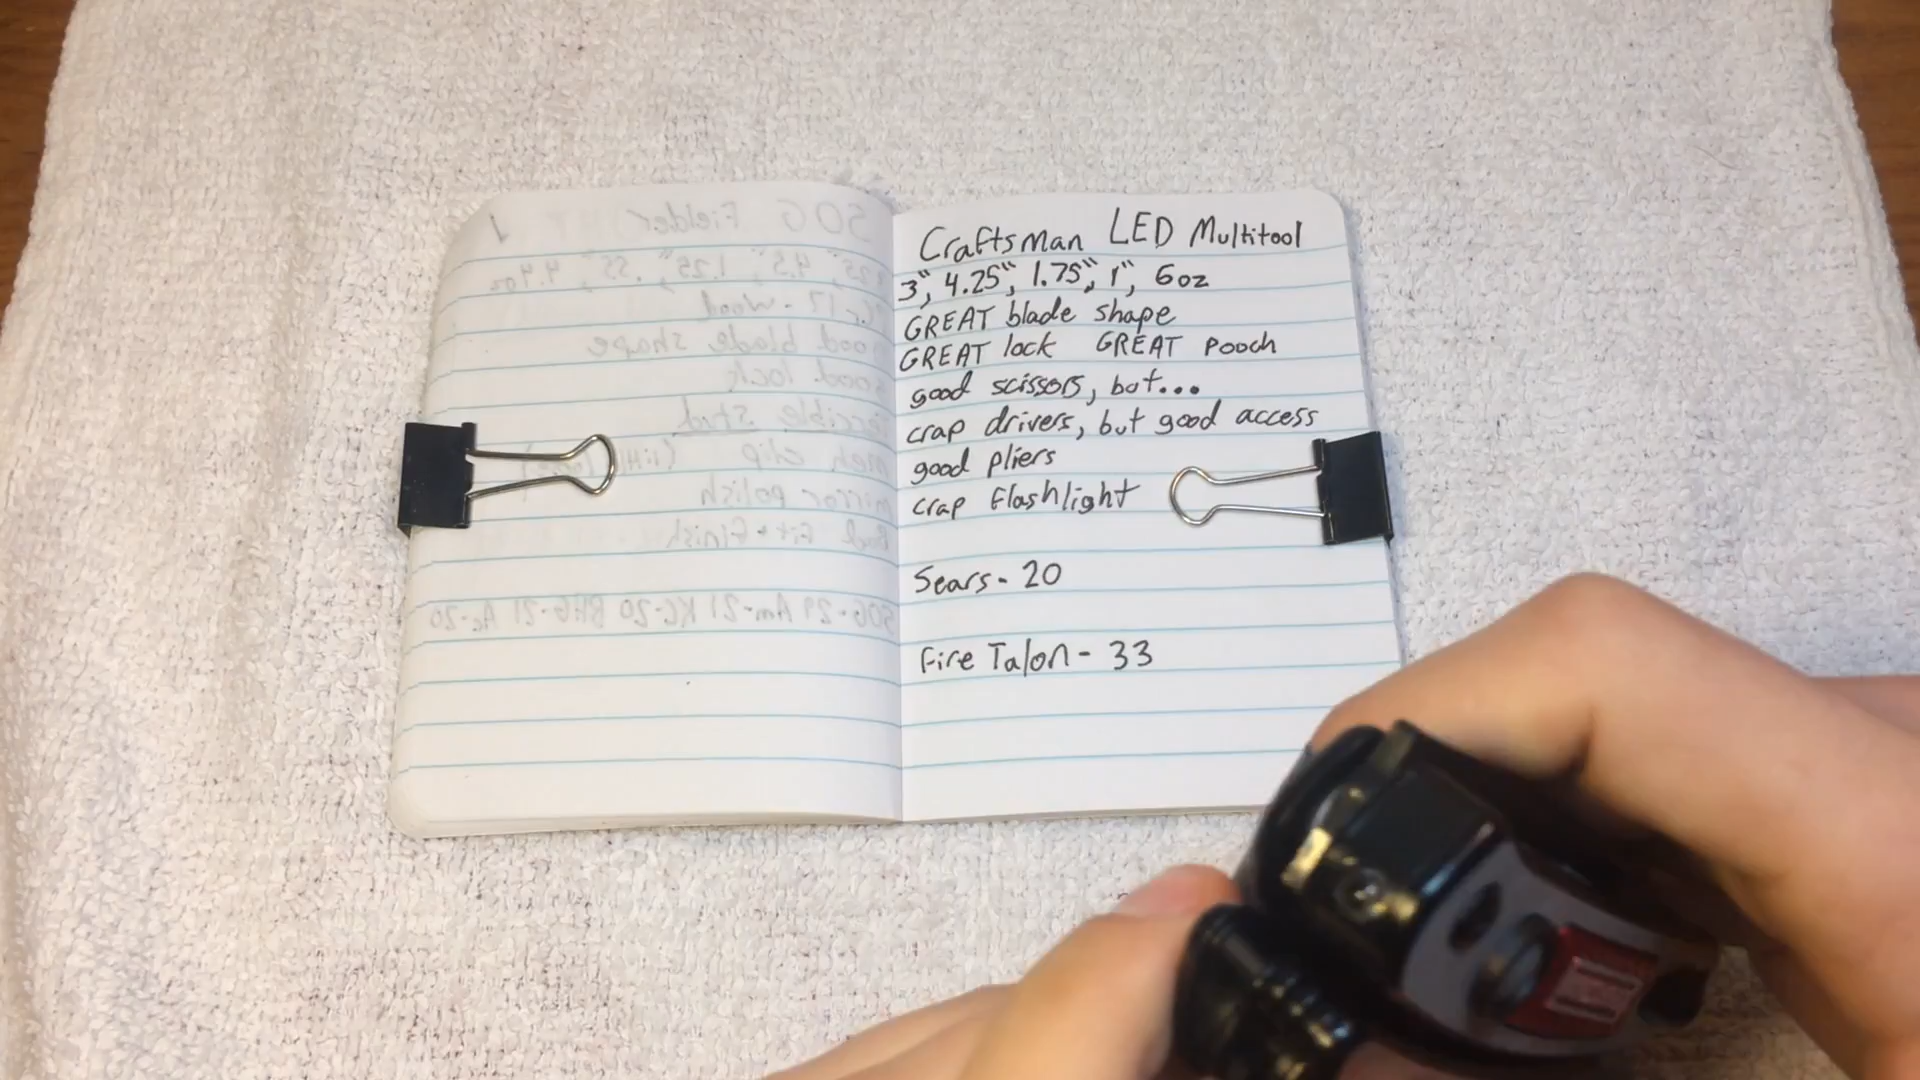 Craftsman LED Multitool
3", 4.25", 1.75", 1", 6oz
GREAT blade shape
GREAT lock GREAT pooch
good scissors, but...
crap drivers, but good access
good pliers
crap flashlight
Sears - 20
Fire Talon - 33